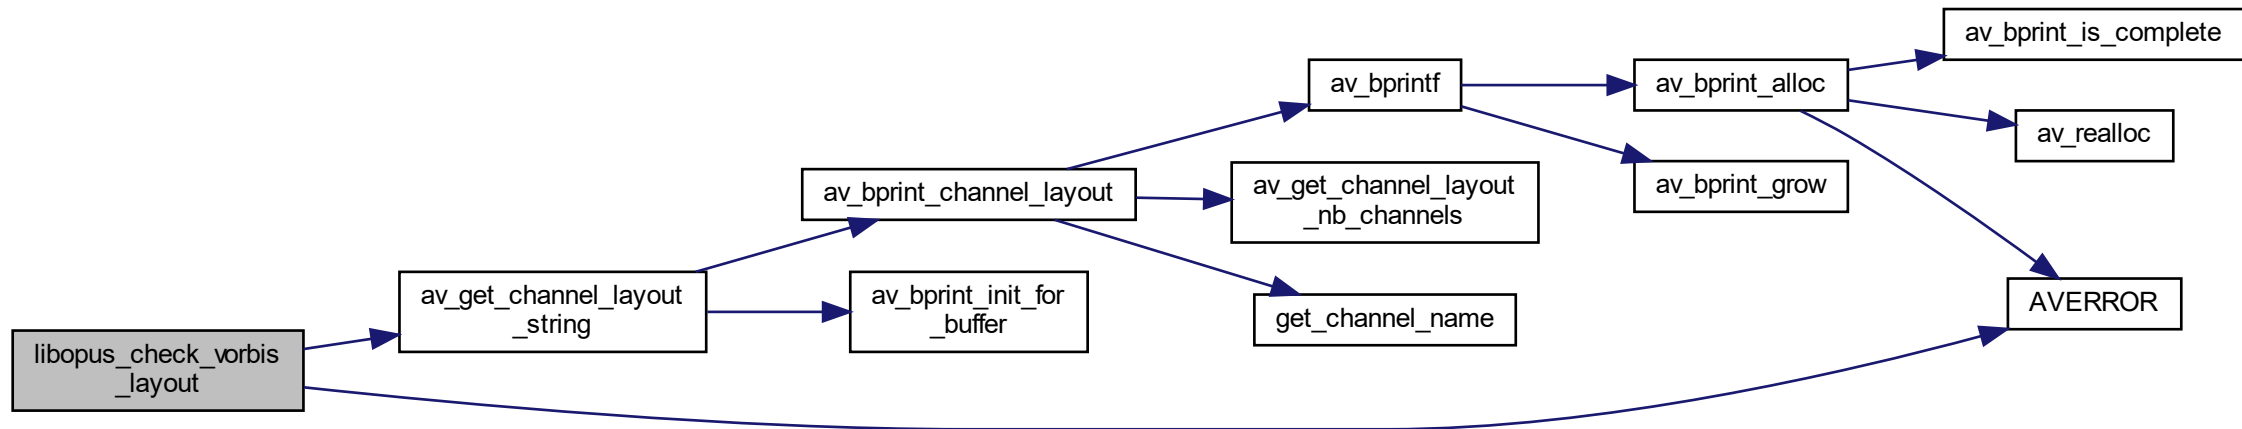 av_bprint_is_complete
av_bprintf
av_bprint_alloc
av_realloc
av_bprint_channel_layout
av_get_channel_layout
_nb_channels
av_bprint_grow
av_get_channel_layout
_string
av_bprint_init_for
_buffer
get_channel_name
AVERROR
libopus_check_vorbis
_layout